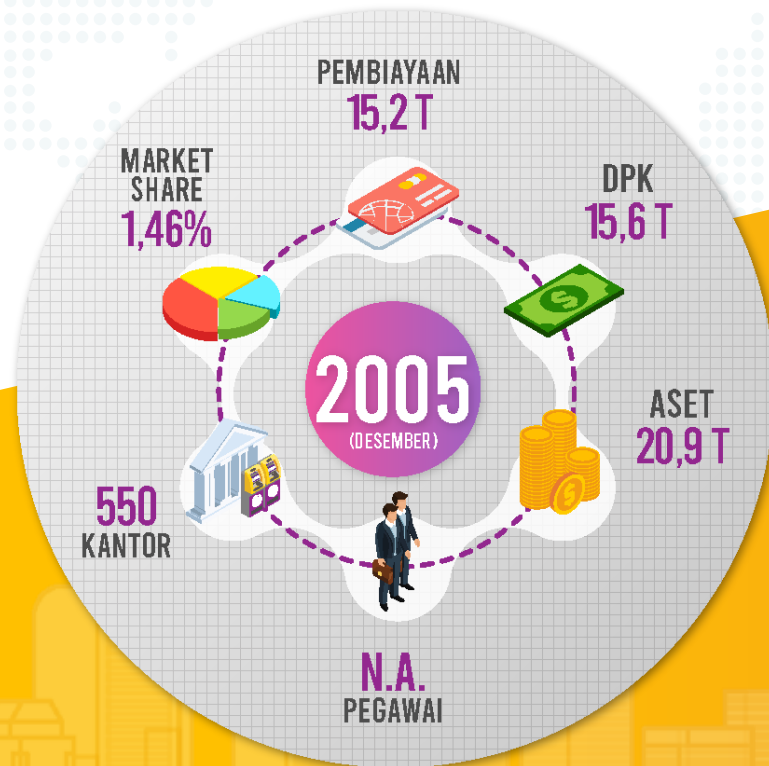 PEMBIAYAAN
15,2 T
MARKET
SHARE
1,46%
DPK
15,6 T
2005
(DESEMBER)
ASET
20,9 T
550
KANTOR
N.A.
PEGAWAI